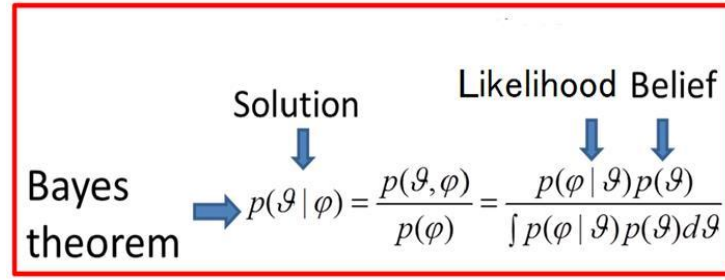 Likelihood Belief
Solution
Bayes theorem
p(ϑ | φ) = p(ϑ, φ) / p(φ) = p(φ | ϑ)p(ϑ) / ∫ p(φ | ϑ)p(ϑ)dϑ